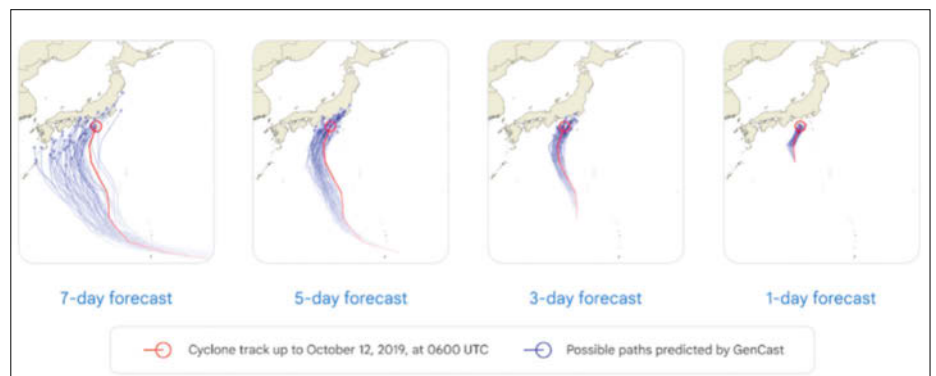 7-day forecast 5-day forecast 3-day forecast 1-day forecast
Cyclone track up to October 12, 2019, at 0600 UTC Possible paths predicted by GenCast